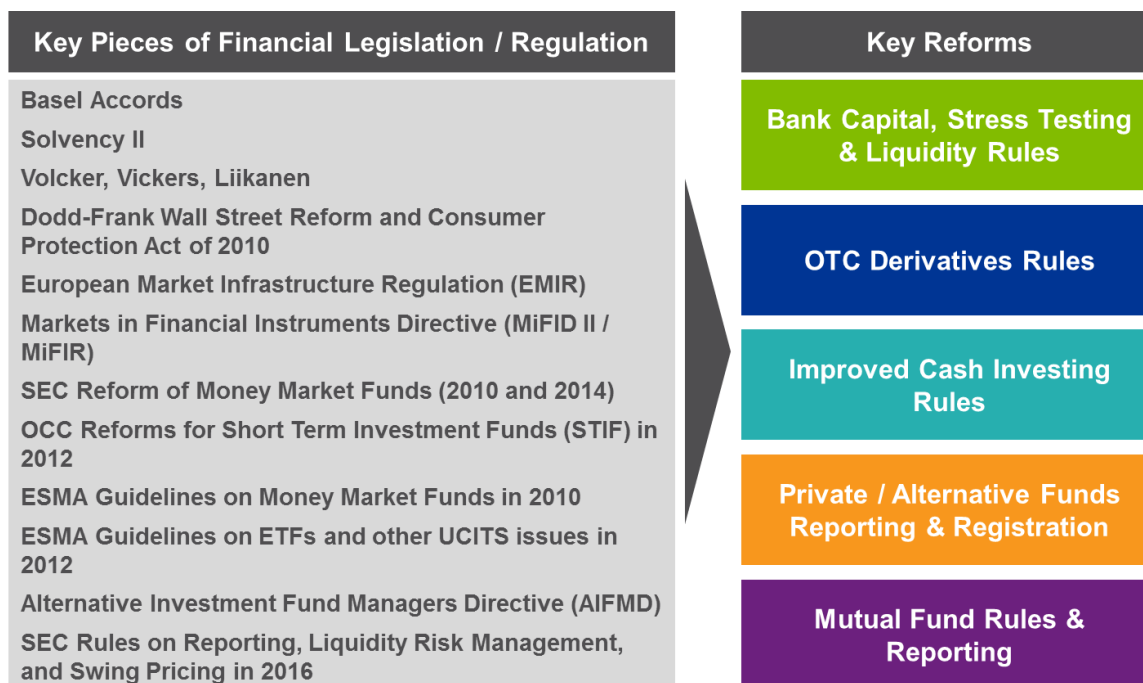 Key Pieces of Financial Legislation / Regulation
Basel Accords
Solvency II
Volcker, Vickers, Liikanen
Dodd-Frank Wall Street Reform and Consumer
Protection Act of 2010
European Market Infrastructure Regulation (EMIR)
Markets in Financial Instruments Directive (MiFID II /
MiFIR)
SEC Reform of Money Market Funds (2010 and 2014)
OCC Reforms for Short Term Investment Funds (STIF) in
2012
ESMA Guidelines on Money Market Funds in 2010
ESMA Guidelines on ETFs and other UCITS issues in
2012
Alternative Investment Fund Managers Directive (AIFMD)
SEC Rules on Reporting, Liquidity Risk Management,
and Swing Pricing in 2016
Key Reforms
Bank Capital, Stress Testing
& Liquidity Rules
OTC Derivatives Rules
Improved Cash Investing
Rules
Private / Alternative Funds
Reporting & Registration
Mutual Fund Rules &
Reporting